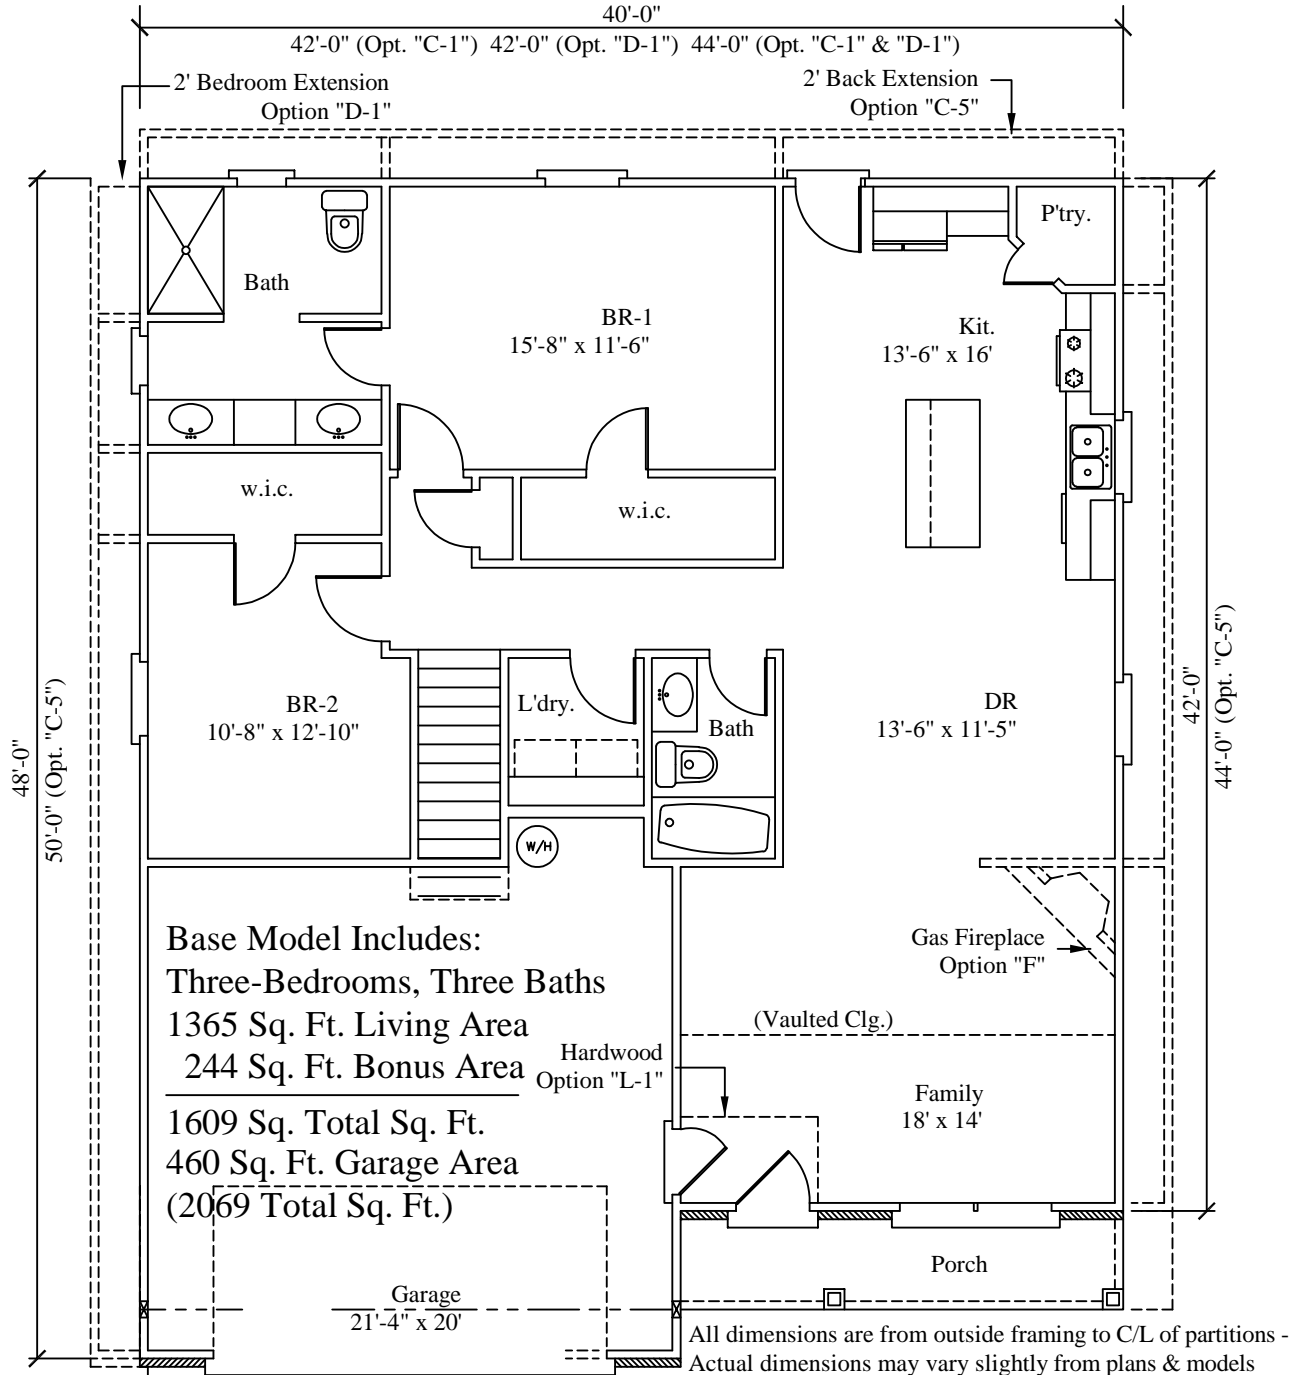 40'-0"
42'-0" (Opt. "C-1") 42'-0" (Opt. "D-1") 44'-0" (Opt. "C-1" & "D-1")
2' Bedroom Extension
Option "D-1"
2' Back Extension
Option "C-5"
P'try.
Bath
BR-1
15'-8" x 11'-6"
Kit.
13'-6" x 16'
w.i.c.
w.i.c.
BR-2
10'-8" x 12'-10"
L'dry.
Bath
DR
13'-6" x 11'-5"
48'-0"
50'-0" (Opt. "C-5")
42'-0"
44'-0" (Opt. "C-5")
W/H
Base Model Includes:
Three-Bedrooms, Three Baths
1365 Sq. Ft. Living Area
244 Sq. Ft. Bonus Area
1609 Sq. Total Sq. Ft.
460 Sq. Ft. Garage Area
(2069 Total Sq. Ft.)
Gas Fireplace
Option "F"
(Vaulted Clg.)
Hardwood
Option "L-1"
Family
18' x 14'
Porch
Garage
21'-4" x 20'
All dimensions are from outside framing to C/L of partitions -
Actual dimensions may vary slightly from plans & models